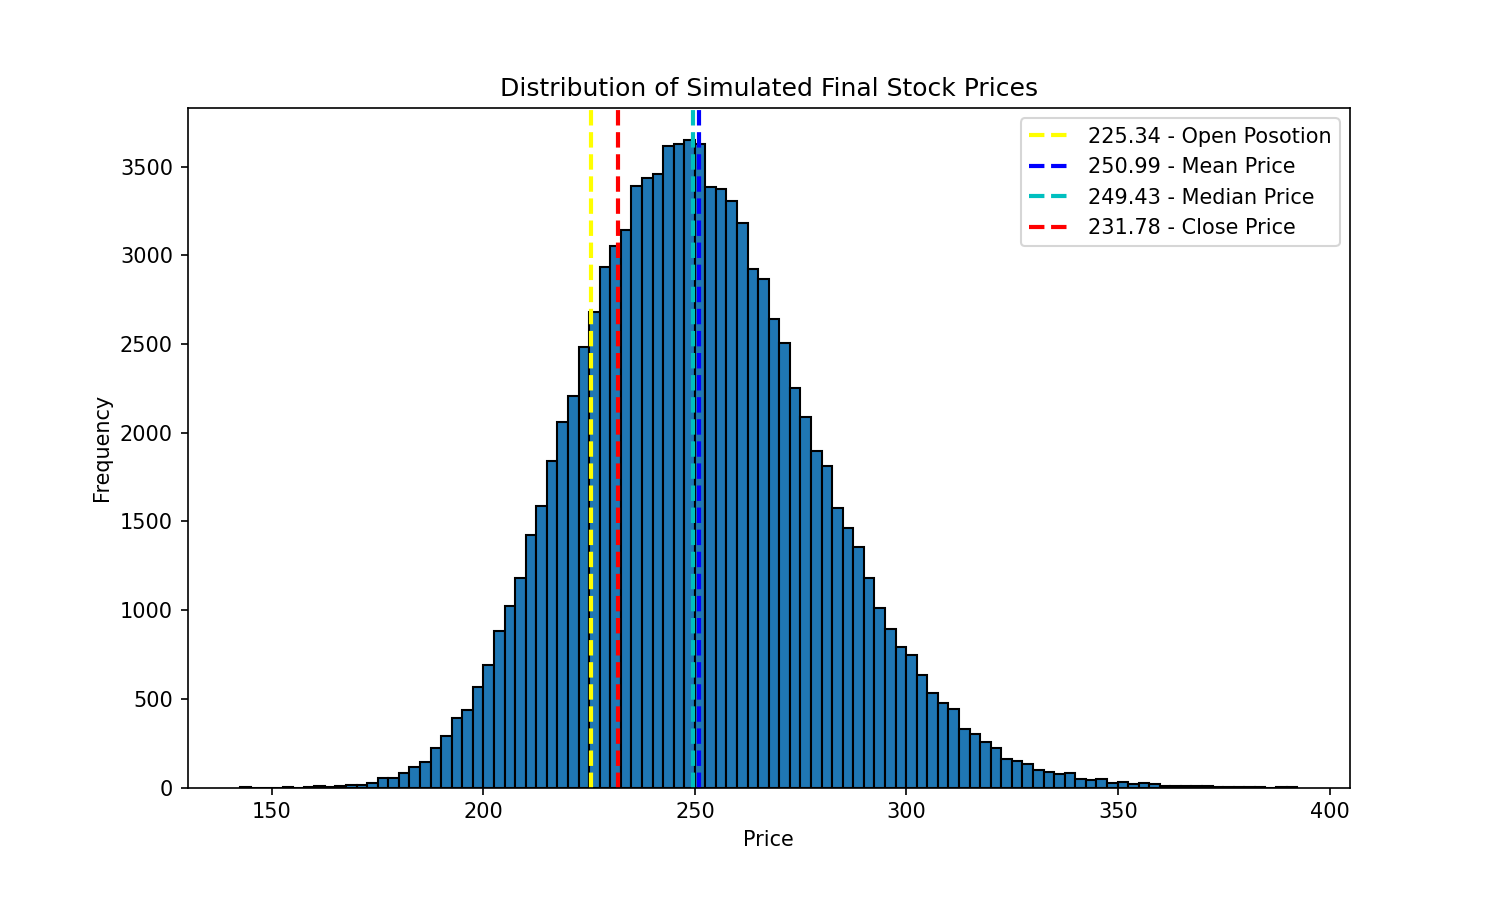 Distribution of Simulated Final Stock Prices
225.34 - Open Posotion
250.99 - Mean Price
249.43 - Median Price
231.78 - Close Price
3500
3000
2500
2000
1500
1000
500
0
Frequency
150 200 250 300 350 400
Price